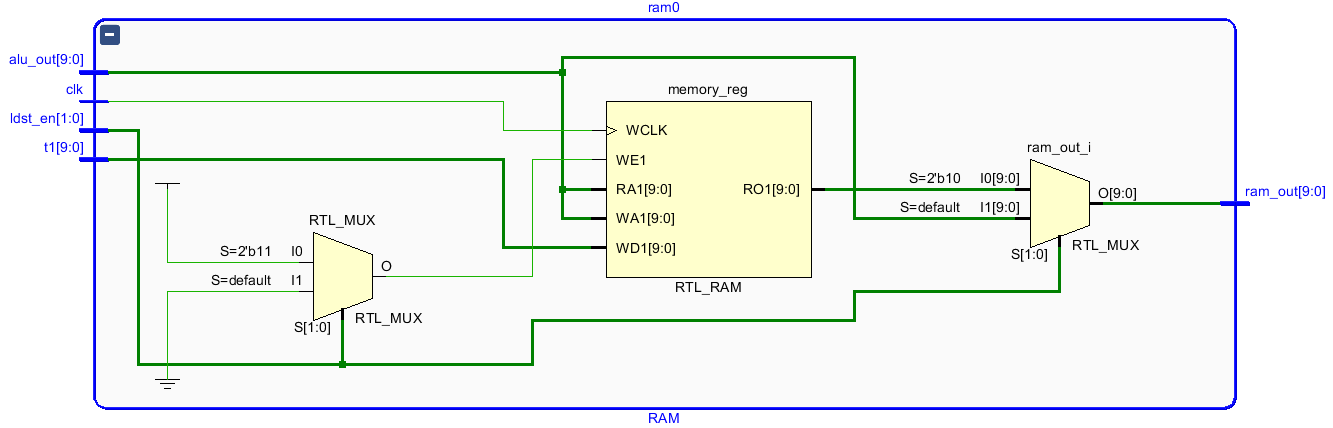 ram0
alu_out[9:0]
clk
ldst_en[1:0]
t1[9:0]
memory_reg
WCLK
WE1
RA1[9:0]
WA1[9:0]
WD1[9:0]
RO1[9:0]
RTL_RAM
RTL_MUX
S=2'b11 I0
S=default I1
O
S[1:0]
RTL_MUX
ram_out_i
S=2'b10 I0[9:0]
S=default I1[9:0]
O[9:0]
S[1:0]
RTL_MUX
ram_out[9:0]
RAM